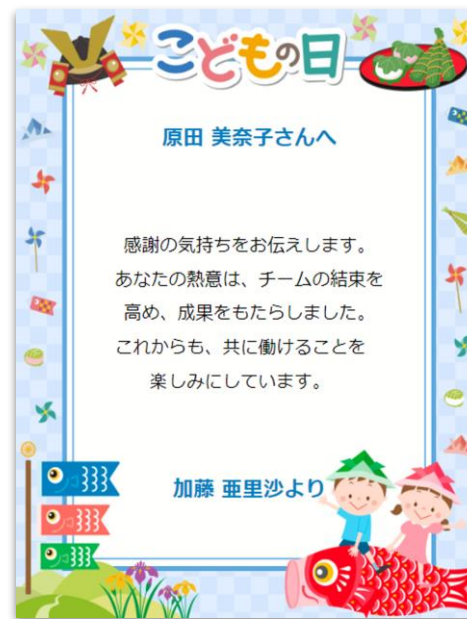 こどもの日
原田 美奈子さんへ
感謝の気持ちをお伝えします。
あなたの熱意は、チームの結束を
高め、成果をもたらしました。
これからも、共に働けることを
楽しみにしています。
加藤 亜里沙より